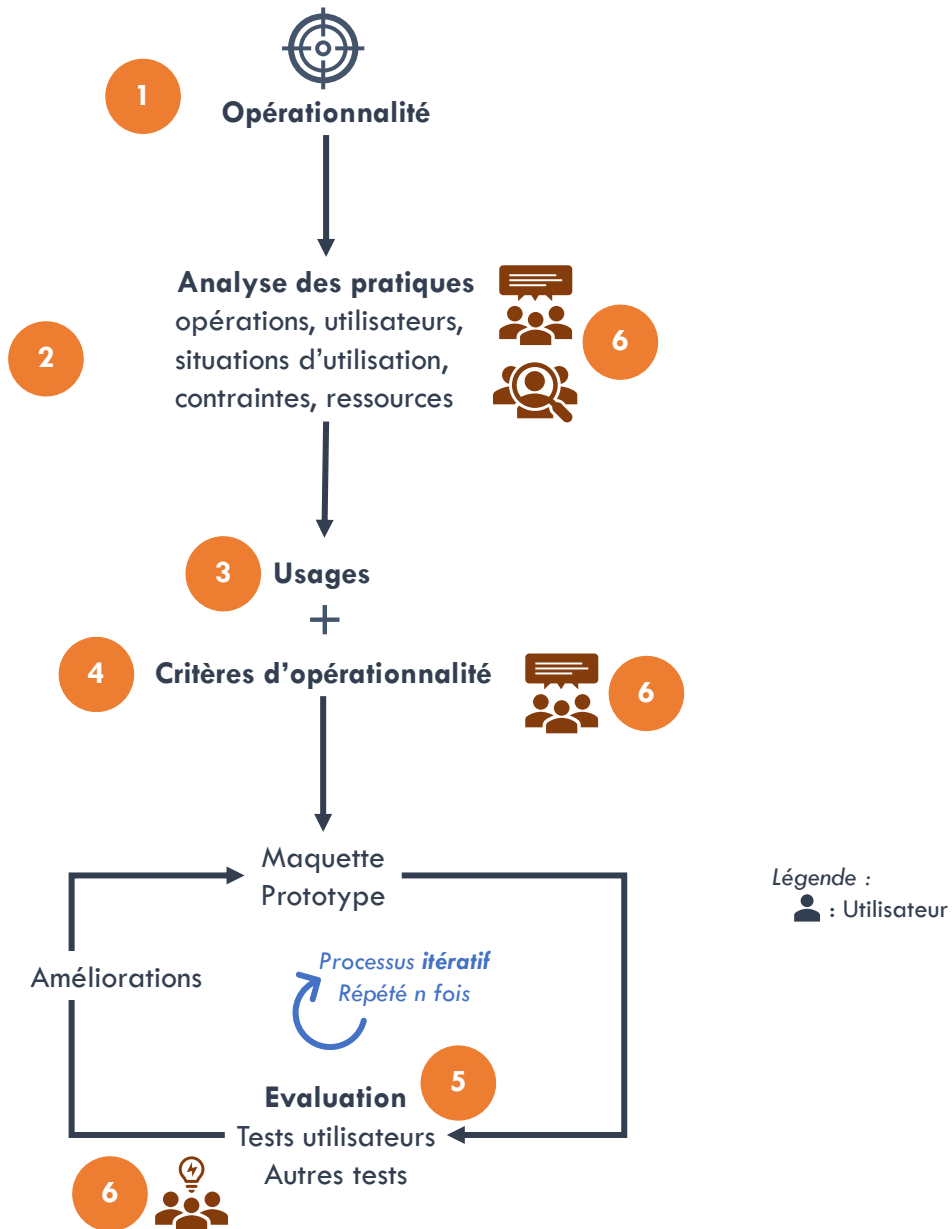 1
Opérationnalité
Analyse des pratiques
opérations, utilisateurs,
situations d'utilisation,
contraintes, ressources
2
6
3
Usages
+
4
Critères d'opérationnalité
6
Maquette
Prototype
Légende :
: Utilisateur
Améliorations
Processus itératif
Répété n fois
5
Evaluation
Tests utilisateurs
Autres tests
6